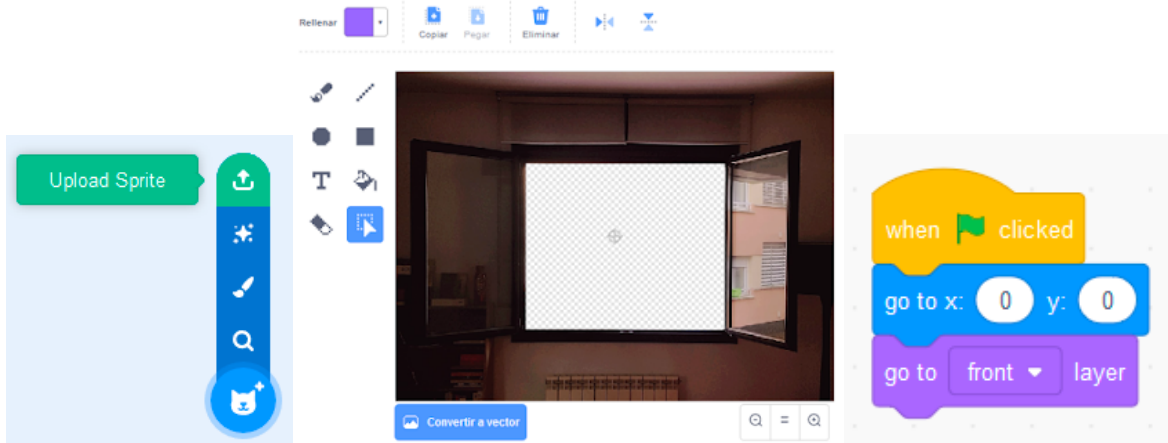 Upload Sprite
Rellenar
Copiar
Pegar
Eliminar
T
Convertir a vector
when clicked
go to x: 0 y: 0
go to front layer